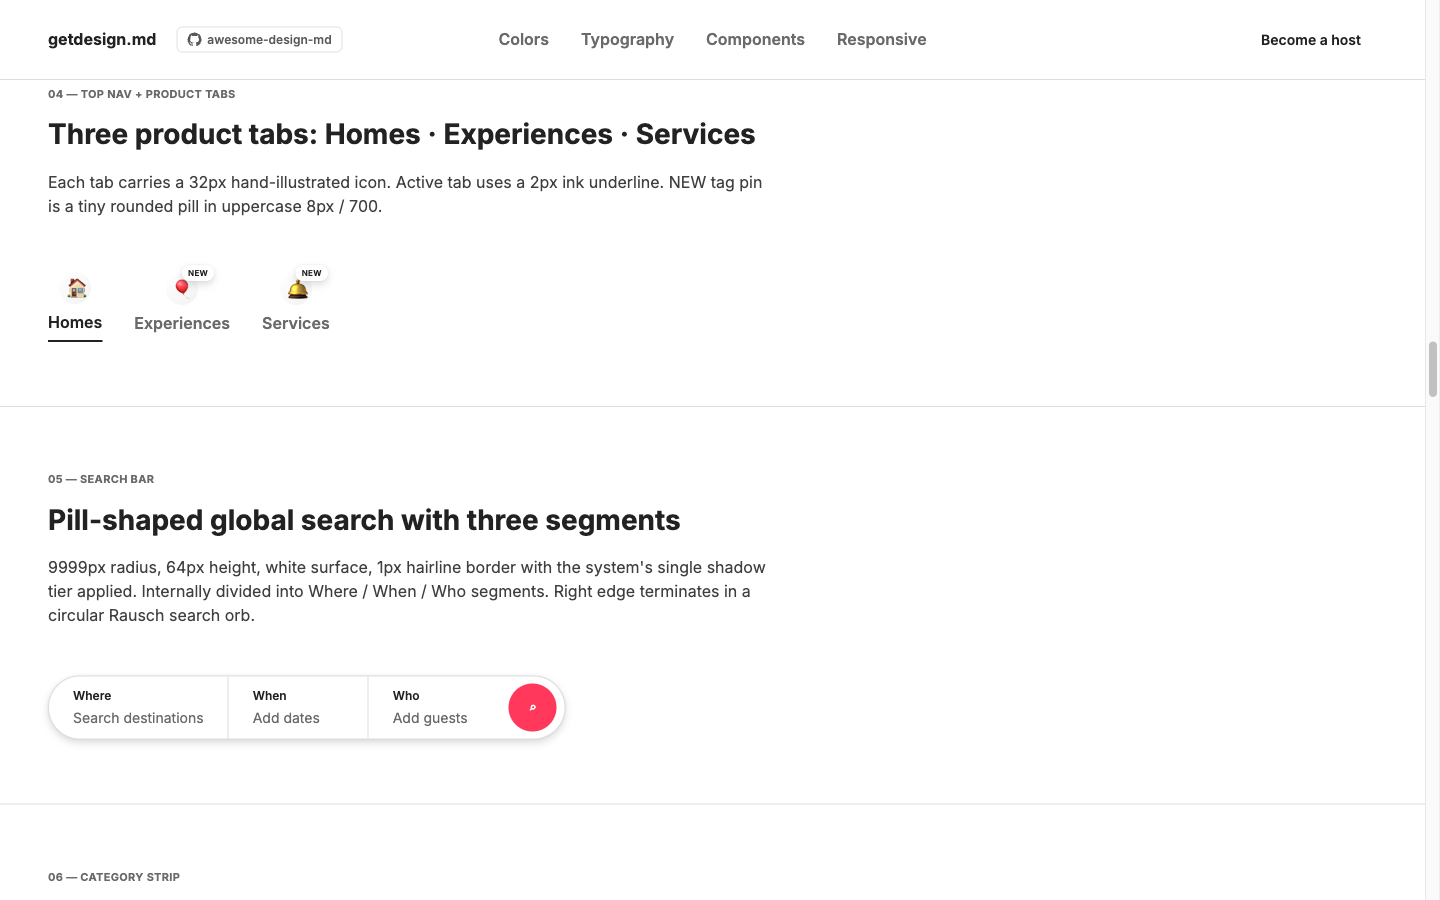 getdesign.md
awesome-design-md
Colors
Typography
Components
Responsive
Become a host
04 — TOP NAV + PRODUCT TABS
Three product tabs: Homes · Experiences · Services
Each tab carries a 32px hand-illustrated icon. Active tab uses a 2px ink underline. NEW tag pin
is a tiny rounded pill in uppercase 8px / 700.
NEW
NEW
Homes
Experiences
Services
05 — SEARCH BAR
Pill-shaped global search with three segments
9999px radius, 64px height, white surface, 1px hairline border with the system's single shadow
tier applied. Internally divided into Where / When / Who segments. Right edge terminates in a
circular Rausch search orb.
Where
Search destinations
When
Add dates
Who
Add guests
06 — CATEGORY STRIP